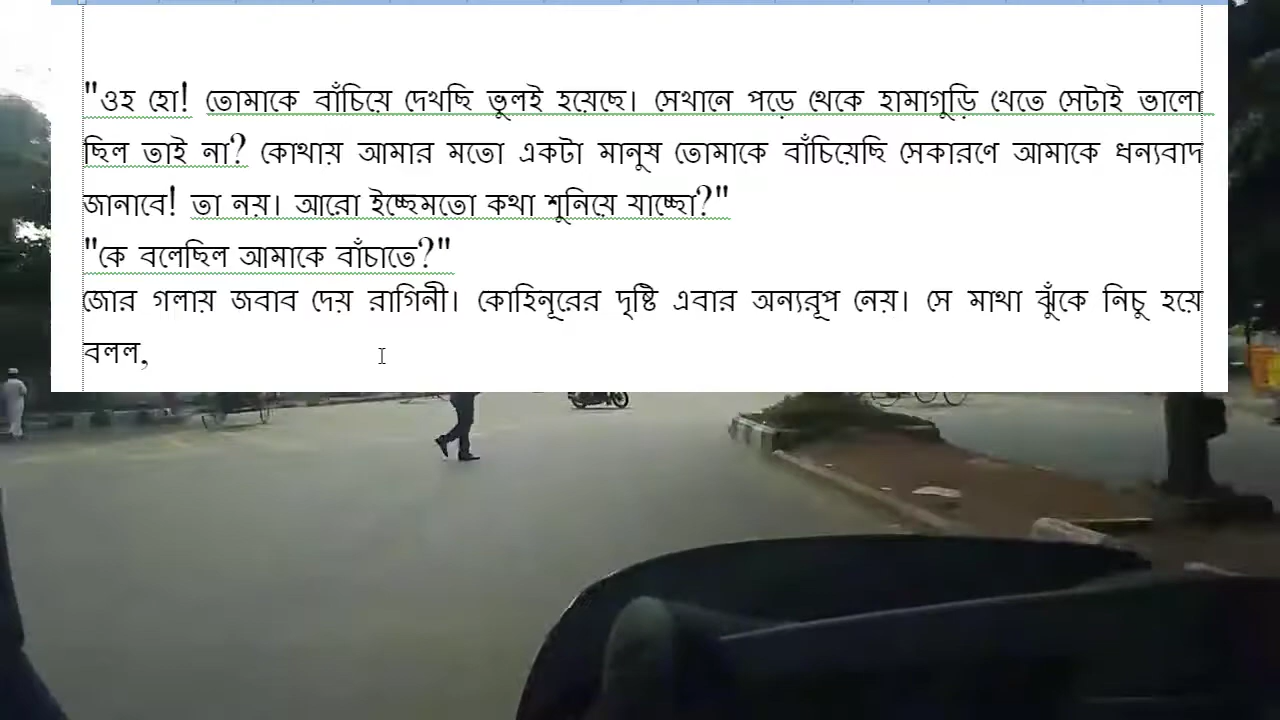 "ওহ হো! তোমাকে বাঁচিয়ে দেখছি ভুলই হয়েছে। সেখানে পড়ে থেকে হামাগুড়ি খেতে সেটাই ভালো
ছিল তাই না? কোথায় আমার মতো একটা মানুষ তোমাকে বাঁচিয়েছি সেকারণে আমাকে ধন্যবাদ
জানাবে! তা নয়। আরো ইচ্ছেমতো কথা শুনিয়ে যাচ্ছো?"
"কে বলেছিল আমাকে বাঁচাতে?"
জোর গলায় জবাব দেয় রাগিনী। কোহিনূরের দৃষ্টি এবার অন্যরূপ নেয়। সে মাথা ঝুঁকে নিচু হয়ে
বলল,